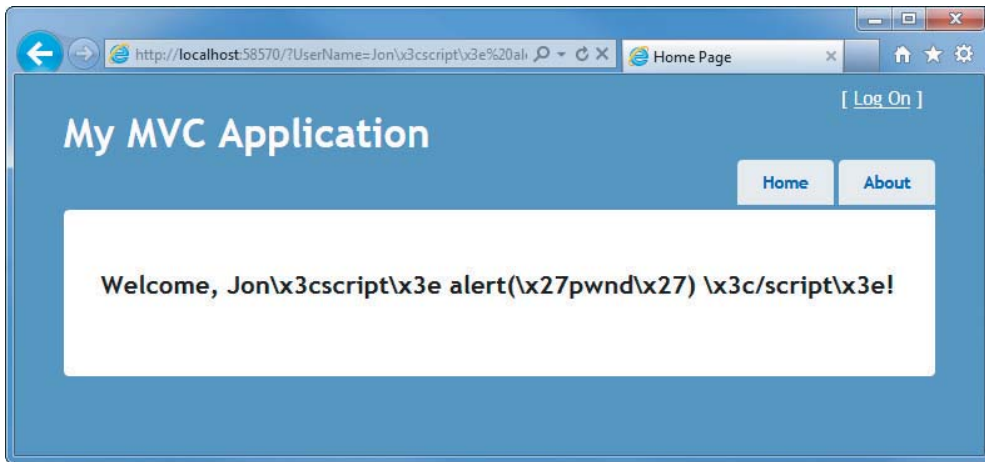 http://localhost:58570/?UserName=Jon\x3cscript\x3e%20al
Home Page
[ Log On ]
My MVC Application
Home About
Welcome, Jon\x3cscript\x3e alert(\x27pwnd\x27) \x3c/script\x3e!